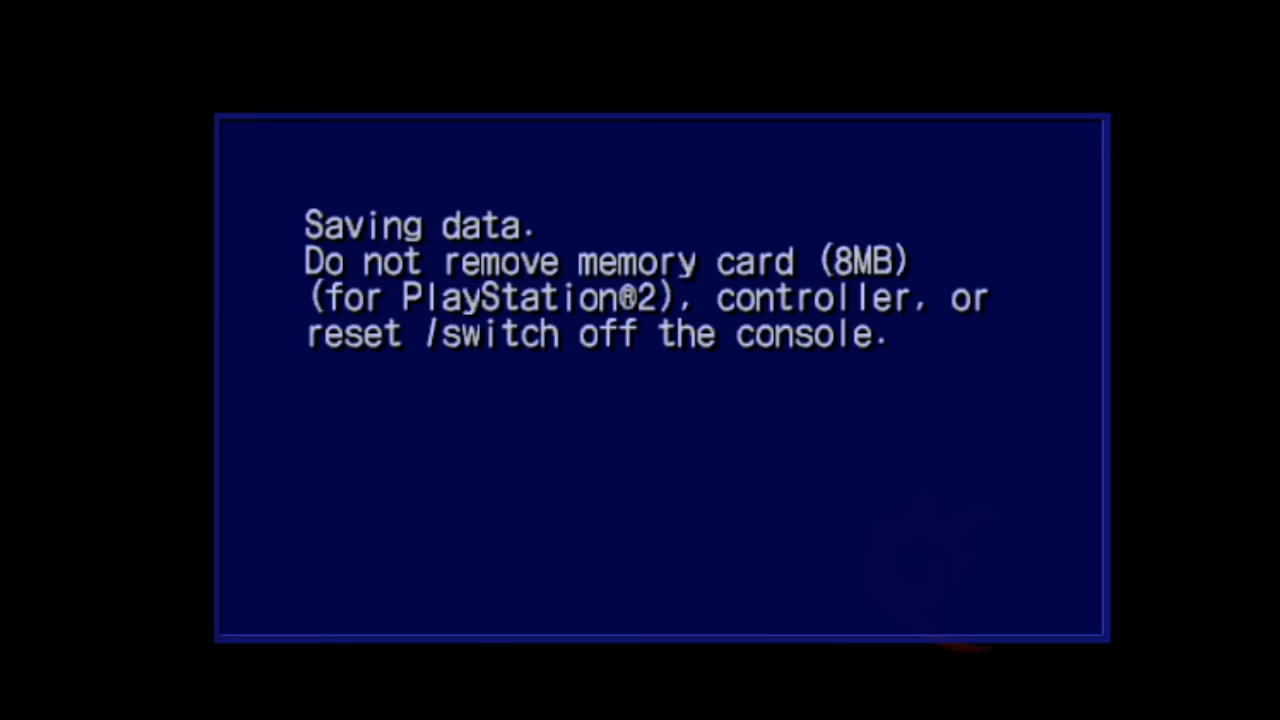 Saving data.
Do not remove memory card (8MB)
(for PlayStation®2), controller, or
reset /switch off the console.